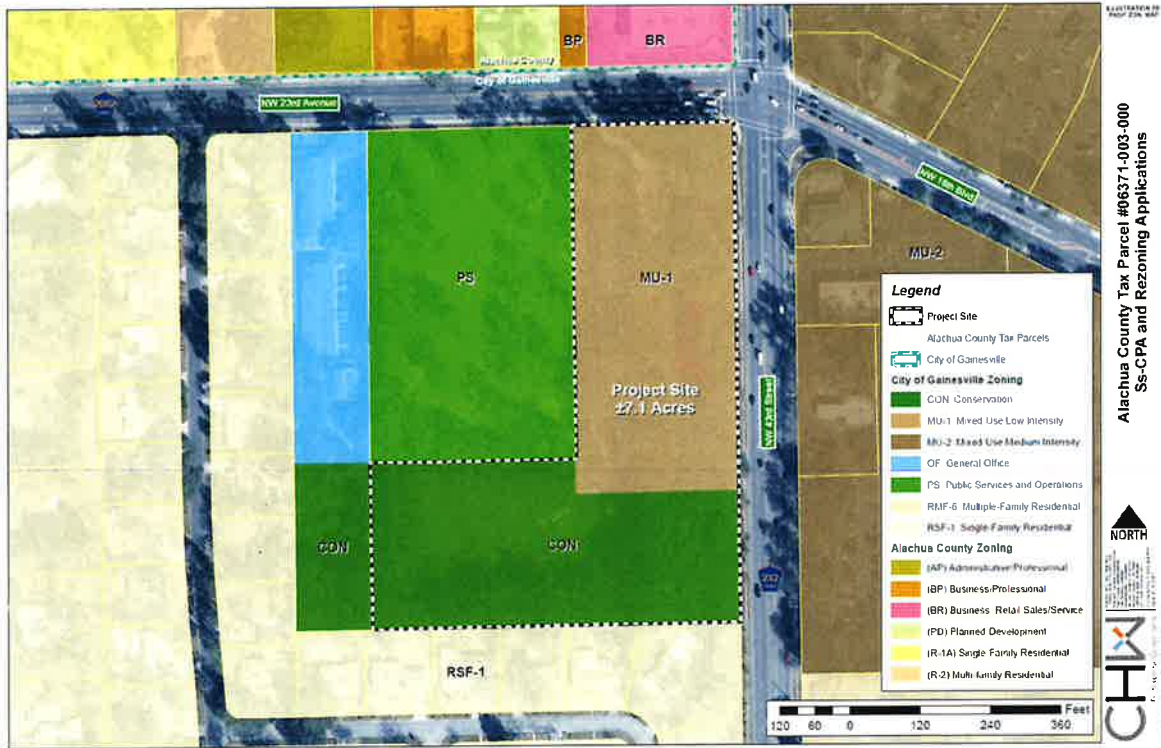 BP
BR
Alachua County
City of Gainesville
NW 23rd Avenue
NW 16th Blvd
PS
MU-1
MU-2
Project Site
±7.1 Acres
NW 43rd Street
CON
CON
232
RSF-1
Legend
Project Site
Alachua County Tax Parcels
City of Gainesville
City of Gainesville Zoning
CON Conservation
MU-1 Mixed Use Low Intensity
MU-2 Mixed Use Medium Intensity
OF General Office
PS Public Services and Operations
RMF-6 Multiple-Family Residential
RSF-1 Single-Family Residential
Alachua County Zoning
(AP) Administrative/Professional
(BP) Business/Professional
(BR) Business Retail Sales/Service
(PD) Planned Development
(R-1A) Single Family Residential
(R-2) Multi-family Residential
Feet
120 60 0 120 240 360
Alachua County Tax Parcel #06371-003-000
Ss-CPA and Rezoning Applications
NORTH
CHW